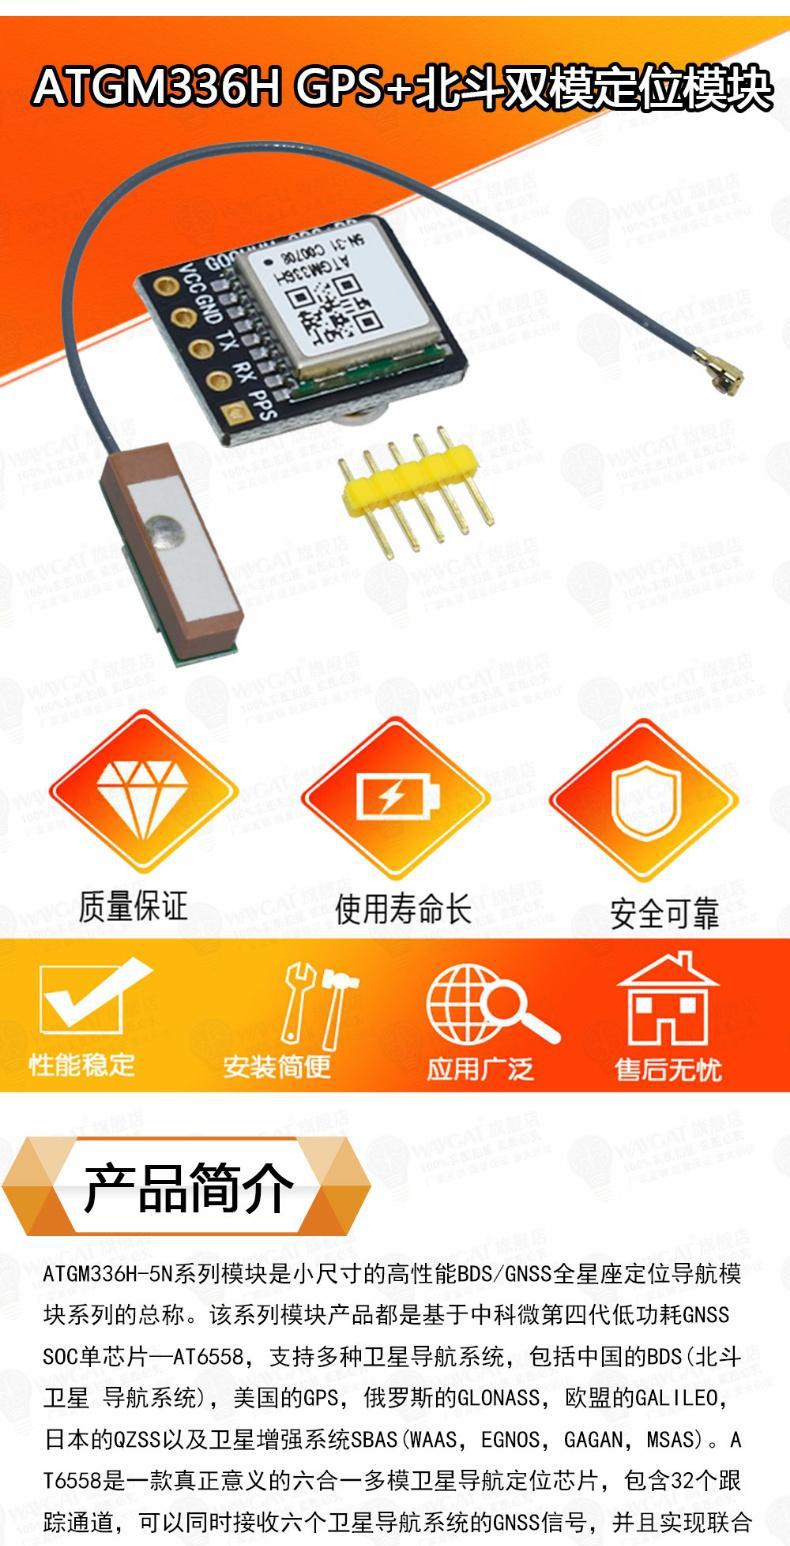 ATGM336H GPS+北斗双模定位模块
5N-31 C00708
ATGM336H
VCC
GND
TX
RX
PPS
质量保证
使用寿命长
安全可靠
性能稳定
安装简便
应用广泛
售后无忧
产品简介
ATGM336H-5N系列模块是小尺寸的高性能BDS/GNSS全星座定位导航模
块系列的总称。该系列模块产品都是基于中科微第四代低功耗GNSS
SOC单芯片—AT6558，支持多种卫星导航系统，包括中国的BDS(北斗
卫星 导航系统)，美国的GPS，俄罗斯的GLONASS，欧盟的GALILEO，
日本的QZSS以及卫星增强系统SBAS(WAAS，EGNOS，GAGAN，MSAS)。A
T6558是一款真正意义的六合一多模卫星导航定位芯片，包含32个跟
踪通道，可以同时接收六个卫星导航系统的GNSS信号，并且实现联合